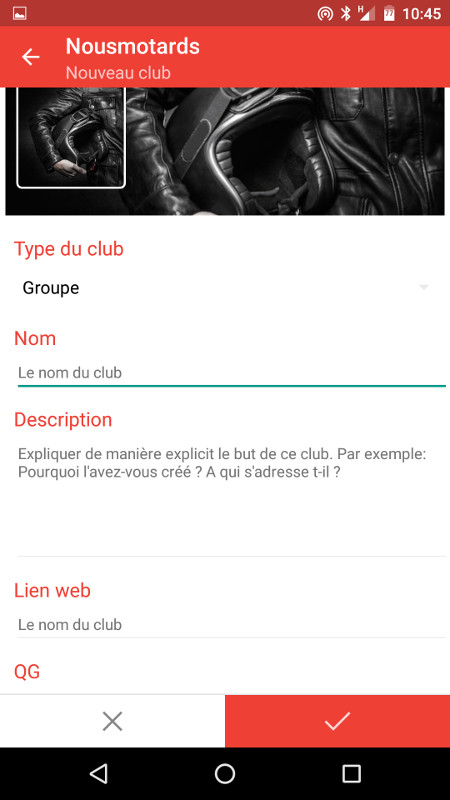 H
77
10:45
Nousmotards
Nouveau club
Type du club
Groupe
Nom
Le nom du club
Description
Expliquer de manière explicit le but de ce club. Par exemple:
Pourquoi l'avez-vous créé ? A qui s'adresse t-il ?
Lien web
Le nom du club
QG